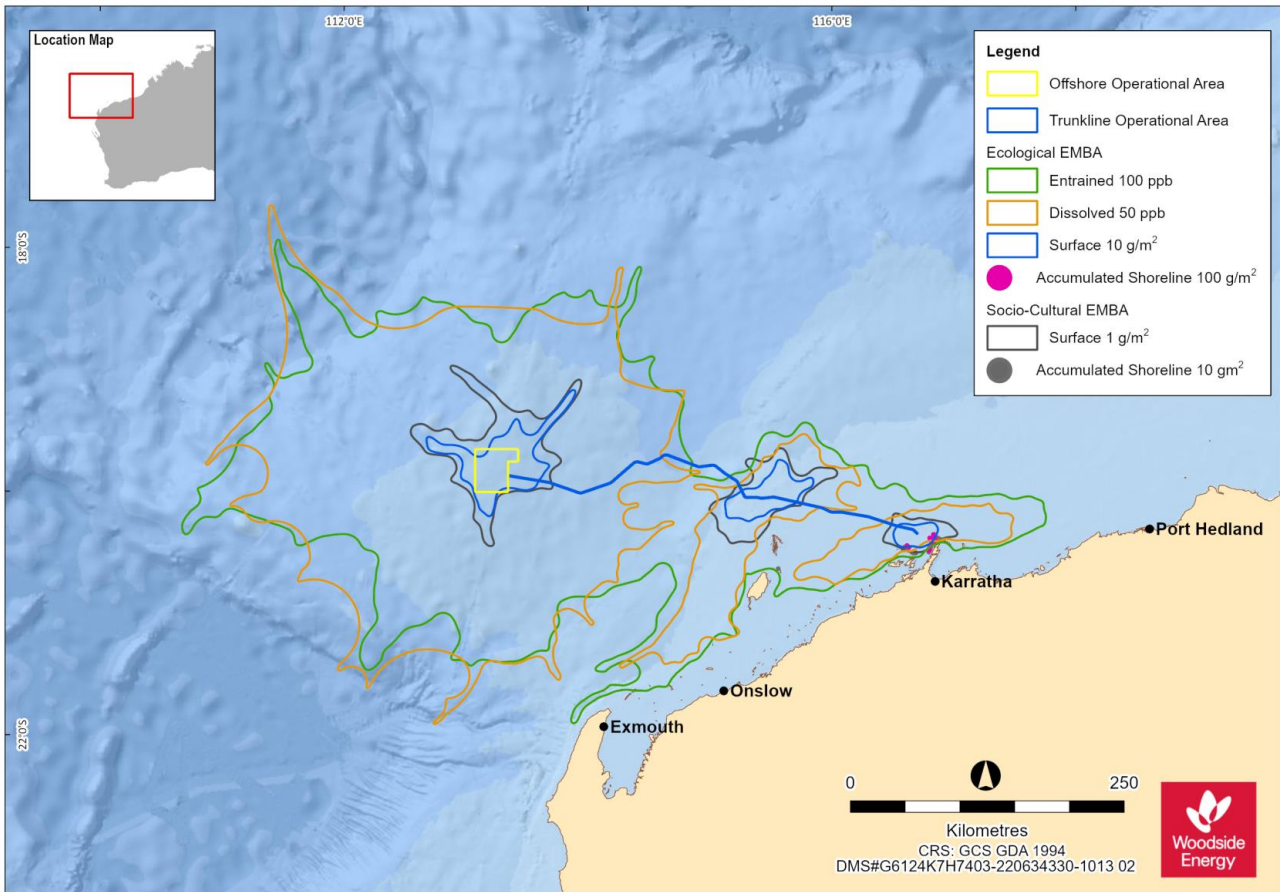 112°0'E
116°0'E
Location Map
Legend
Offshore Operational Area
Trunkline Operational Area
Ecological EMBA
Entrained 100 ppb
Dissolved 50 ppb
Surface 10 g/m²
Accumulated Shoreline 100 g/m²
Socio-Cultural EMBA
Surface 1 g/m²
Accumulated Shoreline 10 gm²
18°0'S
Port Hedland
Karratha
Onslow
22°0'S
Exmouth
0 250
Kilometres
CRS: GCS GDA 1994
DMS#G6124K7H7403-220634330-1013 02
Woodside
Energy